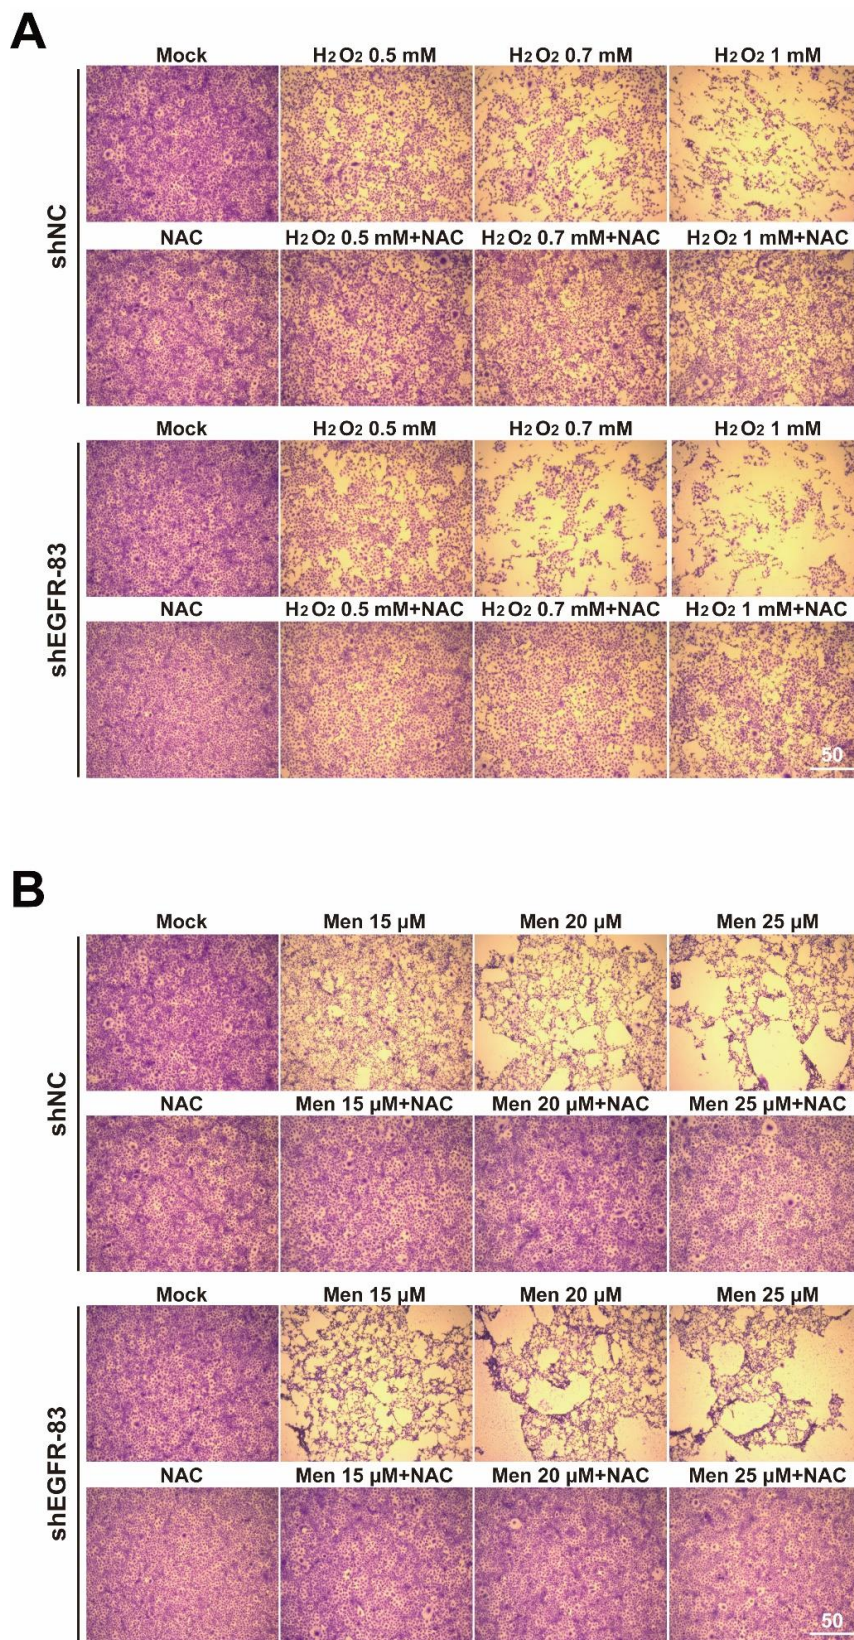 A
Mock H2O2 0.5 mM H2O2 0.7 mM H2O2 1 mM
shNC
NAC H2O2 0.5 mM+NAC H2O2 0.7 mM+NAC H2O2 1 mM+NAC
Mock H2O2 0.5 mM H2O2 0.7 mM H2O2 1 mM
shEGFR-83
NAC H2O2 0.5 mM+NAC H2O2 0.7 mM+NAC H2O2 1 mM+NAC
50
B
Mock Men 15 µM Men 20 µM Men 25 µM
shNC
NAC Men 15 µM+NAC Men 20 µM+NAC Men 25 µM+NAC
Mock Men 15 µM Men 20 µM Men 25 µM
shEGFR-83
NAC Men 15 µM+NAC Men 20 µM+NAC Men 25 µM+NAC
50